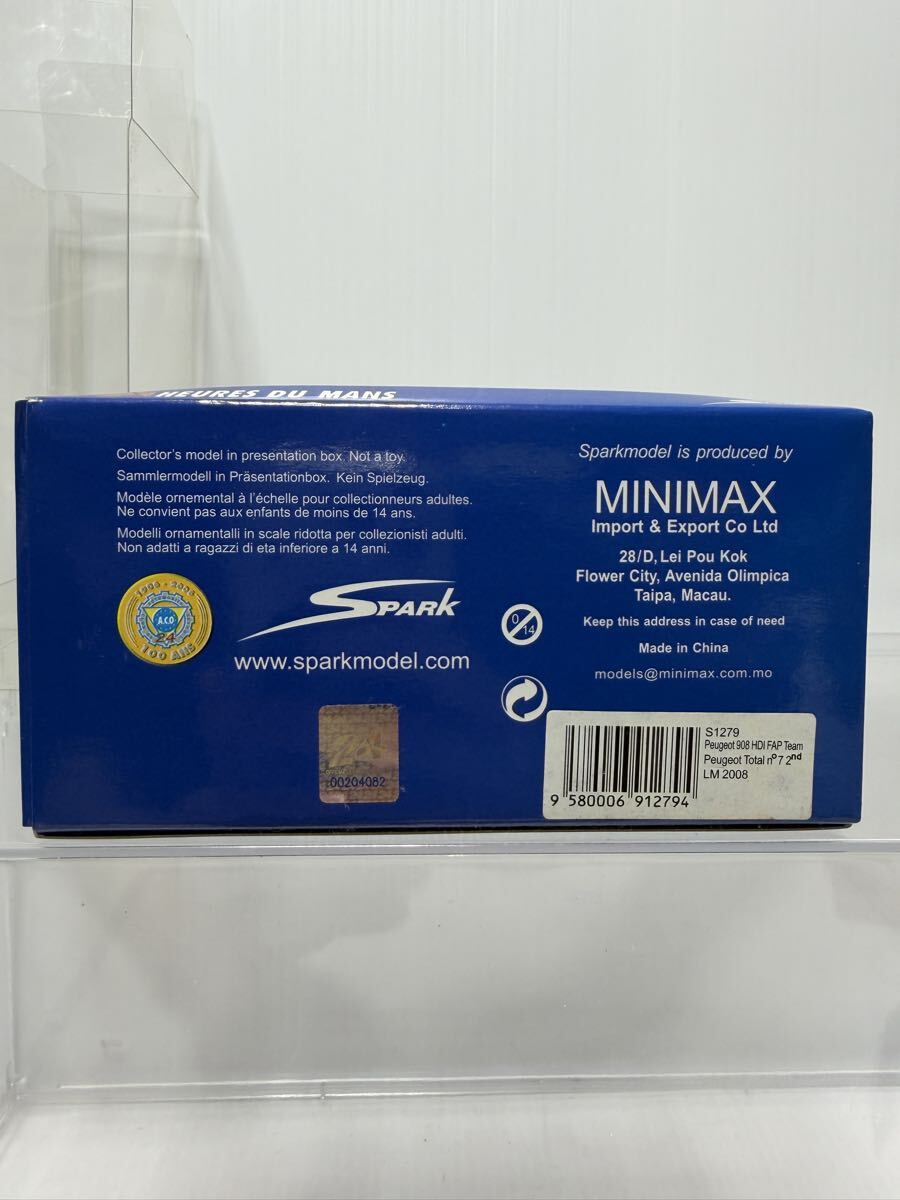 HEURES DU MANS
Collector's model in presentation box. Not a toy.
Sammlermodell in Präsentationbox. Kein Spielzeug.
Modèle ornemental à l'échelle pour collectionneurs adultes.
Ne convient pas aux enfants de moins de 14 ans.
Modelli ornamentalli in scale ridotta per collezionisti adulti.
Non adatti a ragazzi di eta inferiore a 14 anni.
A.C.O
24
100 ANS
SPARK
www.sparkmodel.com
00204082
Sparkmodel is produced by
MINIMAX
Import & Export Co Ltd
28/D, Lei Pou Kok
Flower City, Avenida Olimpica
Taipa, Macau.
Keep this address in case of need
Made in China
models@minimax.com.mo
0/14
S1279
Peugeot 908 HDI FAP Team
Peugeot Total nº 7 2nd
LM 2008
9 580006 912794